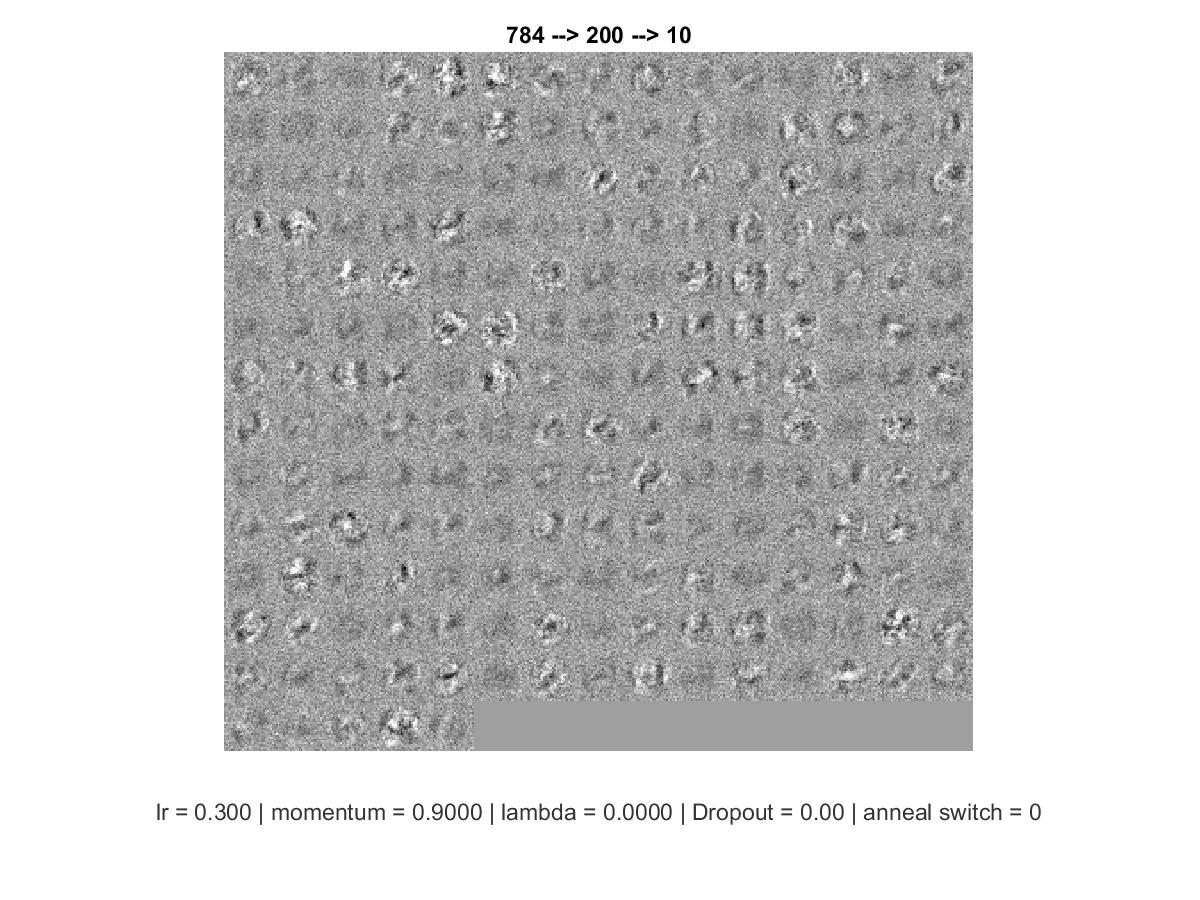 784 --> 200 --> 10
lr = 0.300 | momentum = 0.9000 | lambda = 0.0000 | Dropout = 0.00 | anneal switch = 0